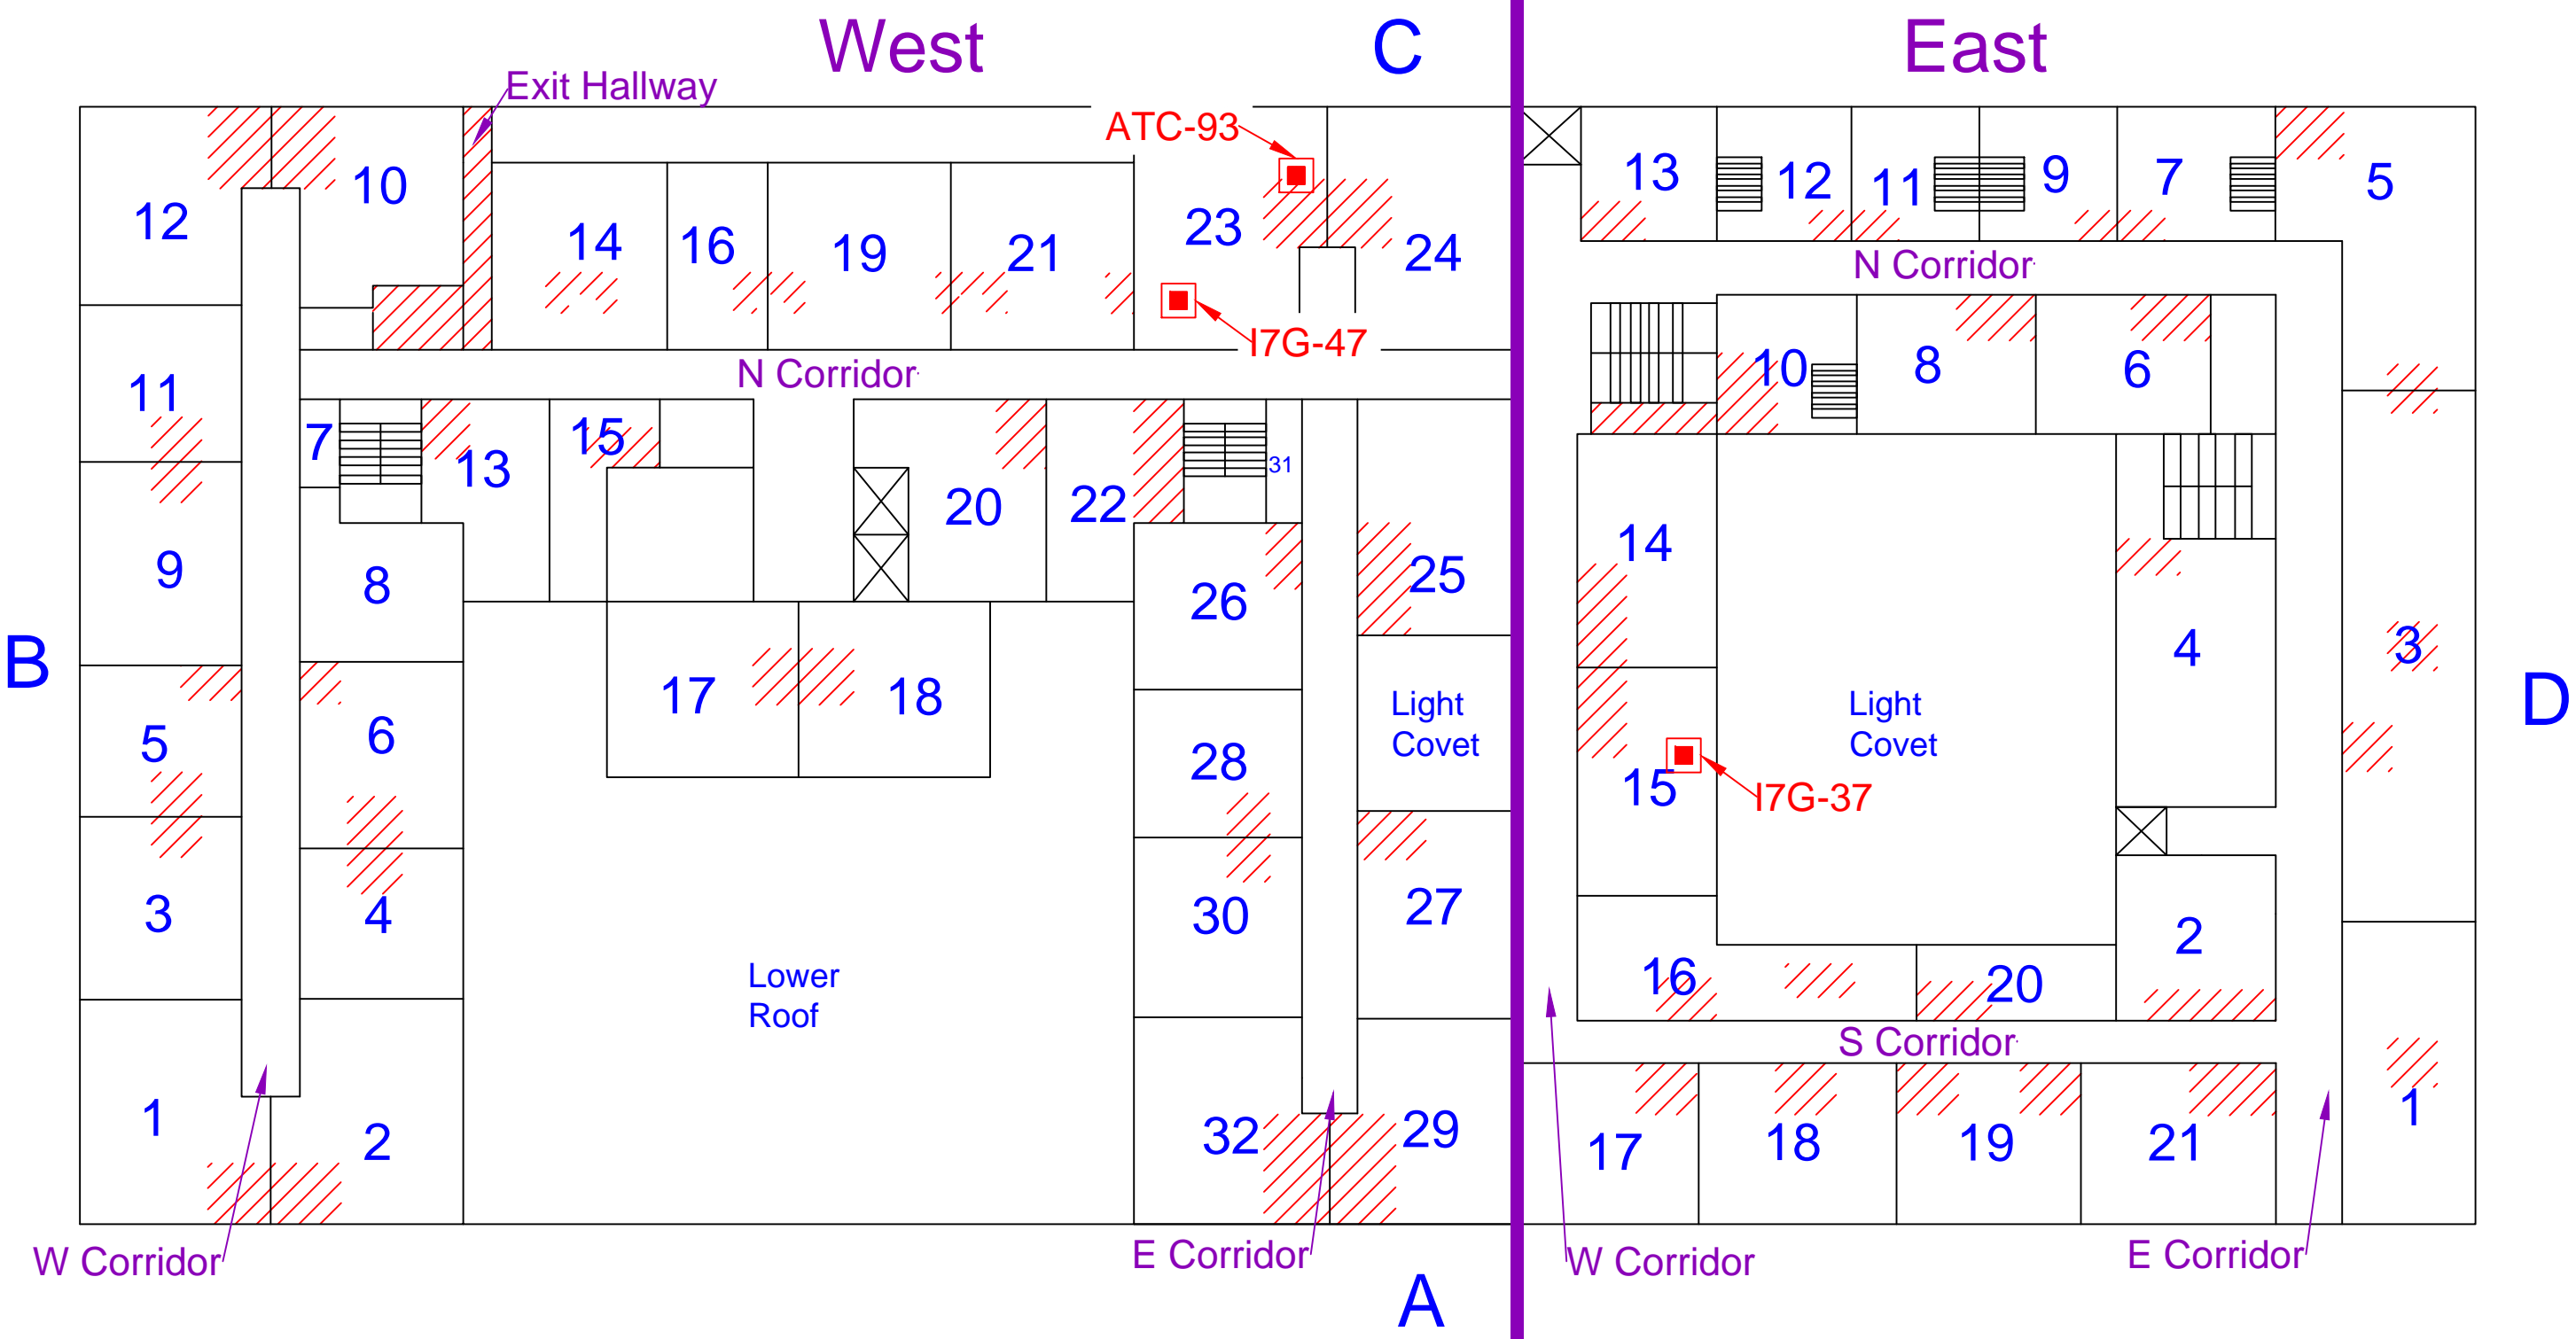 West
C
East
Exit Hallway
ATC-93
12
10
14
16
19
21
23
24
13
12
11
9
7
5
N Corridor
I7G-47
N Corridor
11
7
13
15
20
22
31
10
8
6
9
8
26
25
14
4
3
B
5
6
17
18
28
Light
Covet
15
Light
Covet
I7G-37
D
3
4
30
27
2
Lower
Roof
16
20
S Corridor
1
2
32
29
17
18
19
21
1
W Corridor
E Corridor
W Corridor
E Corridor
A